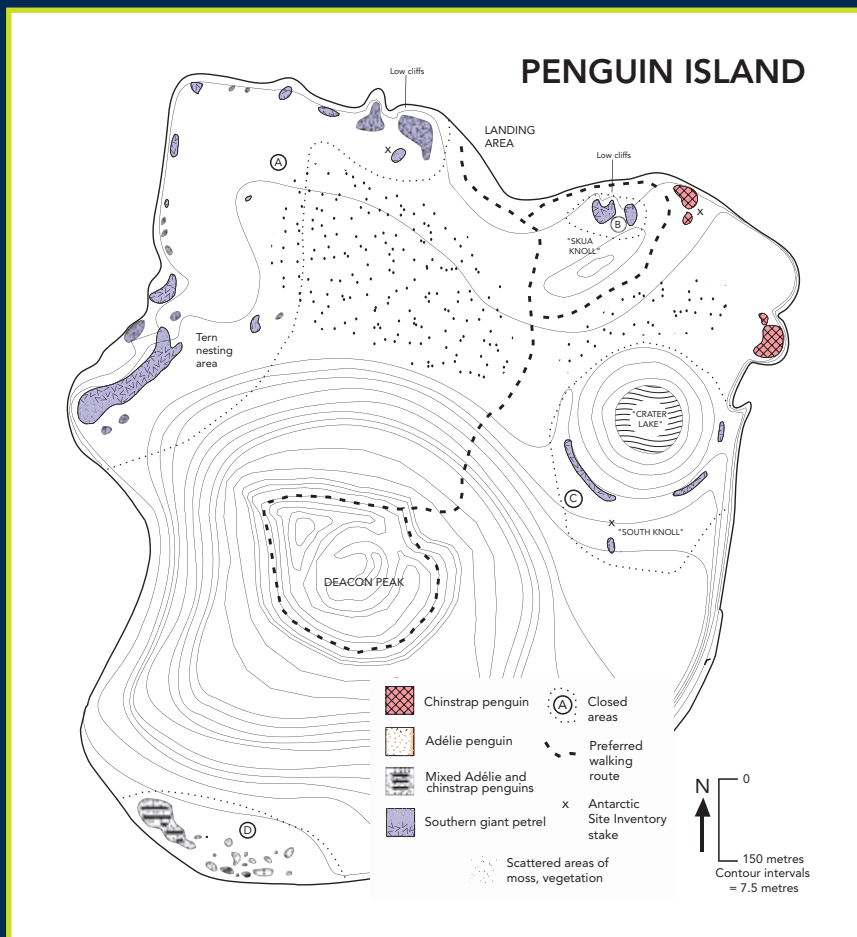 PENGUIN ISLAND
Low cliffs
LANDING
AREA
Low cliffs
A
x
x
B
"SKUA
KNOLL"
Tern
nesting
area
"CRATER
LAKE"
C
x
"SOUTH KNOLL"
DEACON PEAK
D
Chinstrap penguin
Adélie penguin
Mixed Adélie and
chinstrap penguins
Southern giant petrel
Scattered areas of
moss, vegetation
A
Closed
areas
Preferred
walking
route
x
Antarctic
Site Inventory
stake
N
0
150 metres
Contour intervals
= 7.5 metres